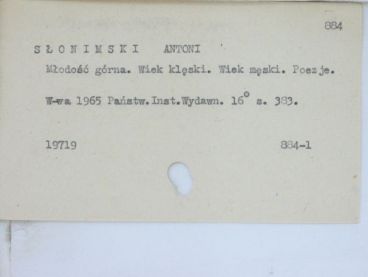 884
SŁONIMSKI ANTONI
Młodość górna. Wiek klęski. Wiek męski. Poezje.
W-wa 1965 Państw.Inst.Wydawn. 16° s. 383.
19719 884-1